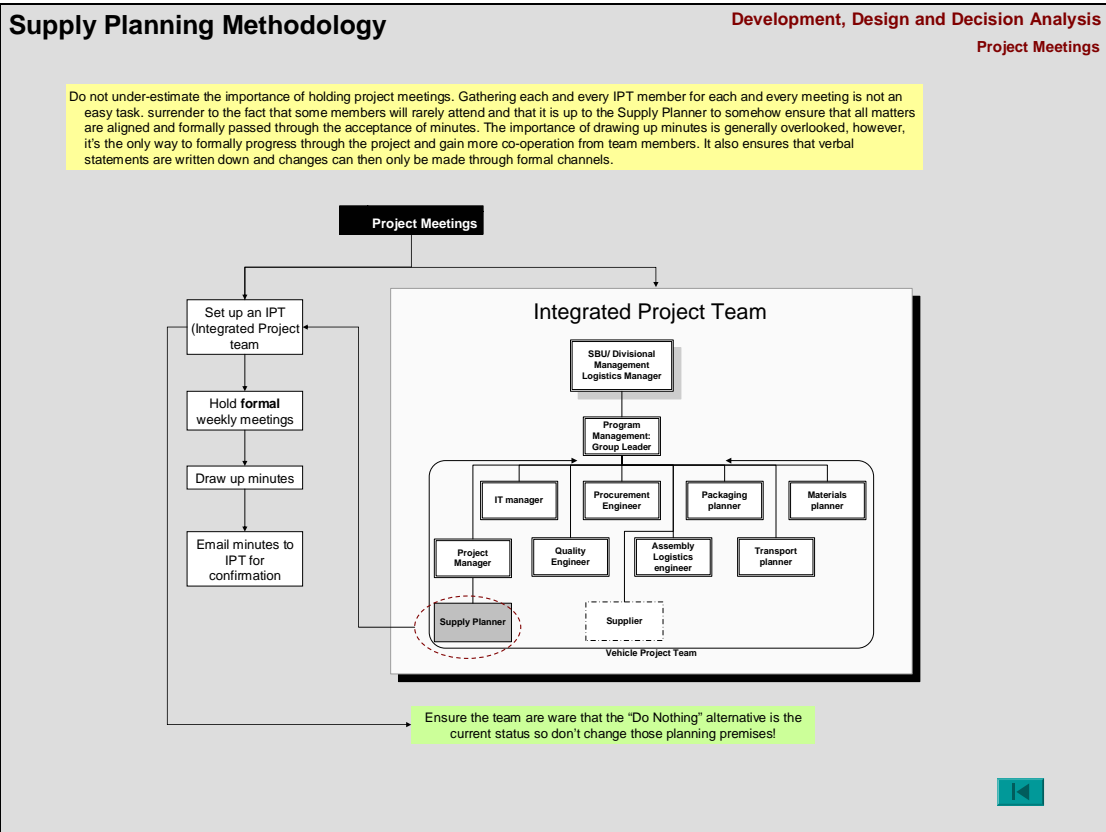 Supply Planning Methodology
Development, Design and Decision Analysis
Project Meetings
Do not under-estimate the importance of holding project meetings. Gathering each and every IPT member for each and every meeting is not an
easy task. surrender to the fact that some members will rarely attend and that it is up to the Supply Planner to somehow ensure that all matters
are aligned and formally passed through the acceptance of minutes. The importance of drawing up minutes is generally overlooked, however,
it's the only way to formally progress through the project and gain more co-operation from team members. It also ensures that verbal
statements are written down and changes can then only be made through formal channels.
Project Meetings
Set up an IPT
(Integrated Project
team
Hold formal
weekly meetings
Draw up minutes
Email minutes to
IPT for
confirmation
Integrated Project Team
SBU/ Divisional
Management
Logistics Manager
Program
Management:
Group Leader
IT manager
Procurement
Engineer
Packaging
planner
Materials
planner
Project
Manager
Quality
Engineer
Assembly
Logistics
engineer
Transport
planner
Supply Planner
Supplier
Vehicle Project Team
Ensure the team are ware that the “Do Nothing” alternative is the
current status so don’t change those planning premises!